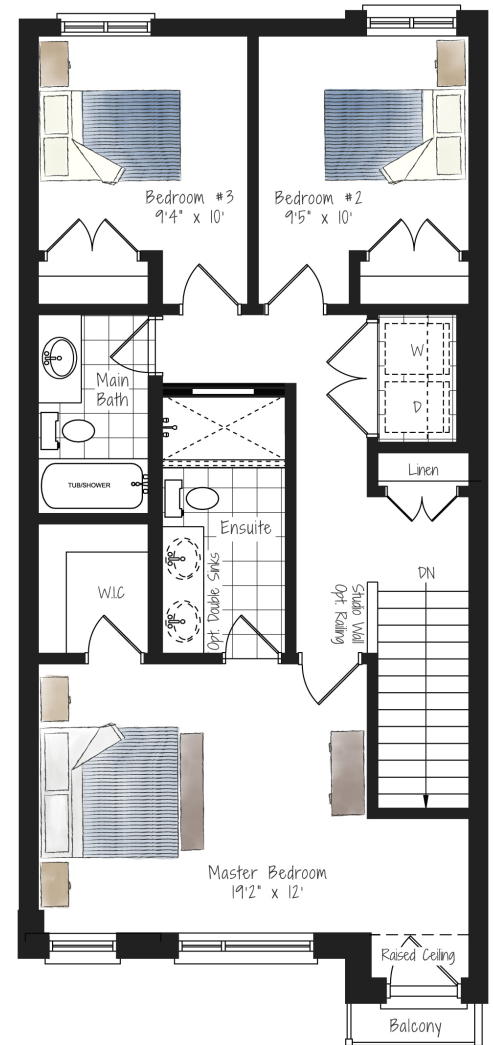 Bedroom #3
9'4" x 10'
Bedroom #2
9'5" x 10'
W
D
Main
Bath
Linen
TUB/SHOWER
Ensuite
Opt. Double Sinks
W.I.C
DN
Studio Wall
Opt. Railing
Master Bedroom
19'2" x 12'
Raised Ceiling
Balcony